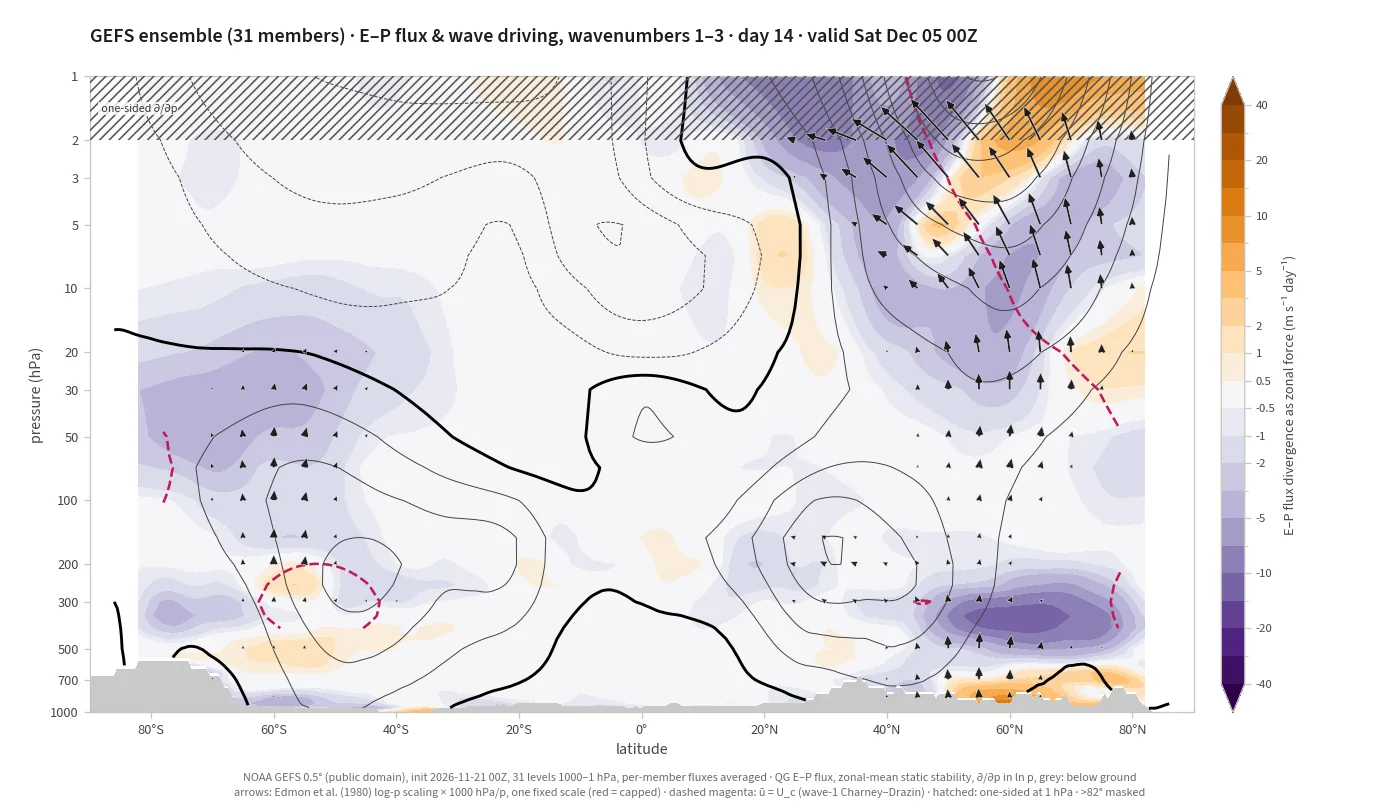 GEFS ensemble (31 members) · E–P flux & wave driving, wavenumbers 1–3 · day 14 · valid Sat Dec 05 00Z
one-sided ∂/∂p
1
2
3
5
10
20
30
50
100
200
300
500
700
1000
pressure (hPa)
80°S
60°S
40°S
20°S
0°
20°N
40°N
60°N
80°N
latitude
40
20
10
5
2
1
0.5
-0.5
-1
-2
-5
-10
-20
-40
E–P flux divergence as zonal force (m s⁻¹ day⁻¹)
NOAA GEFS 0.5° (public domain), init 2026-11-21 00Z, 31 levels 1000–1 hPa, per-member fluxes averaged · QG E–P flux, zonal-mean static stability, ∂/∂p in ln p, grey: below ground
arrows: Edmon et al. (1980) log-p scaling × 1000 hPa/p, one fixed scale (red = capped) · dashed magenta: ū = U_c (wave-1 Charney–Drazin) · hatched: one-sided at 1 hPa · >82° masked